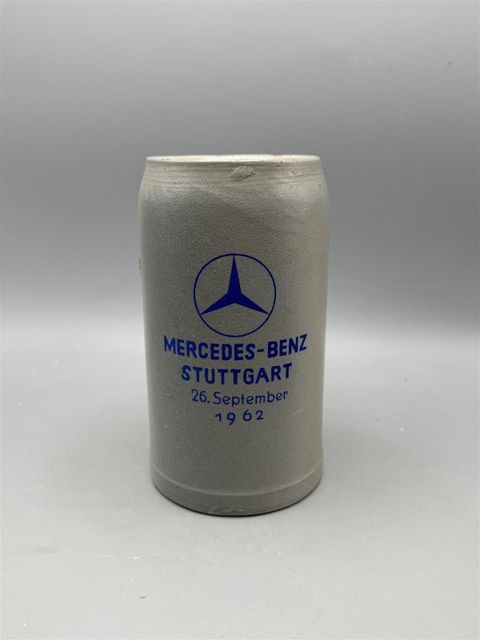 MERCEDES-BENZ
STUTTGART
26. September
1962